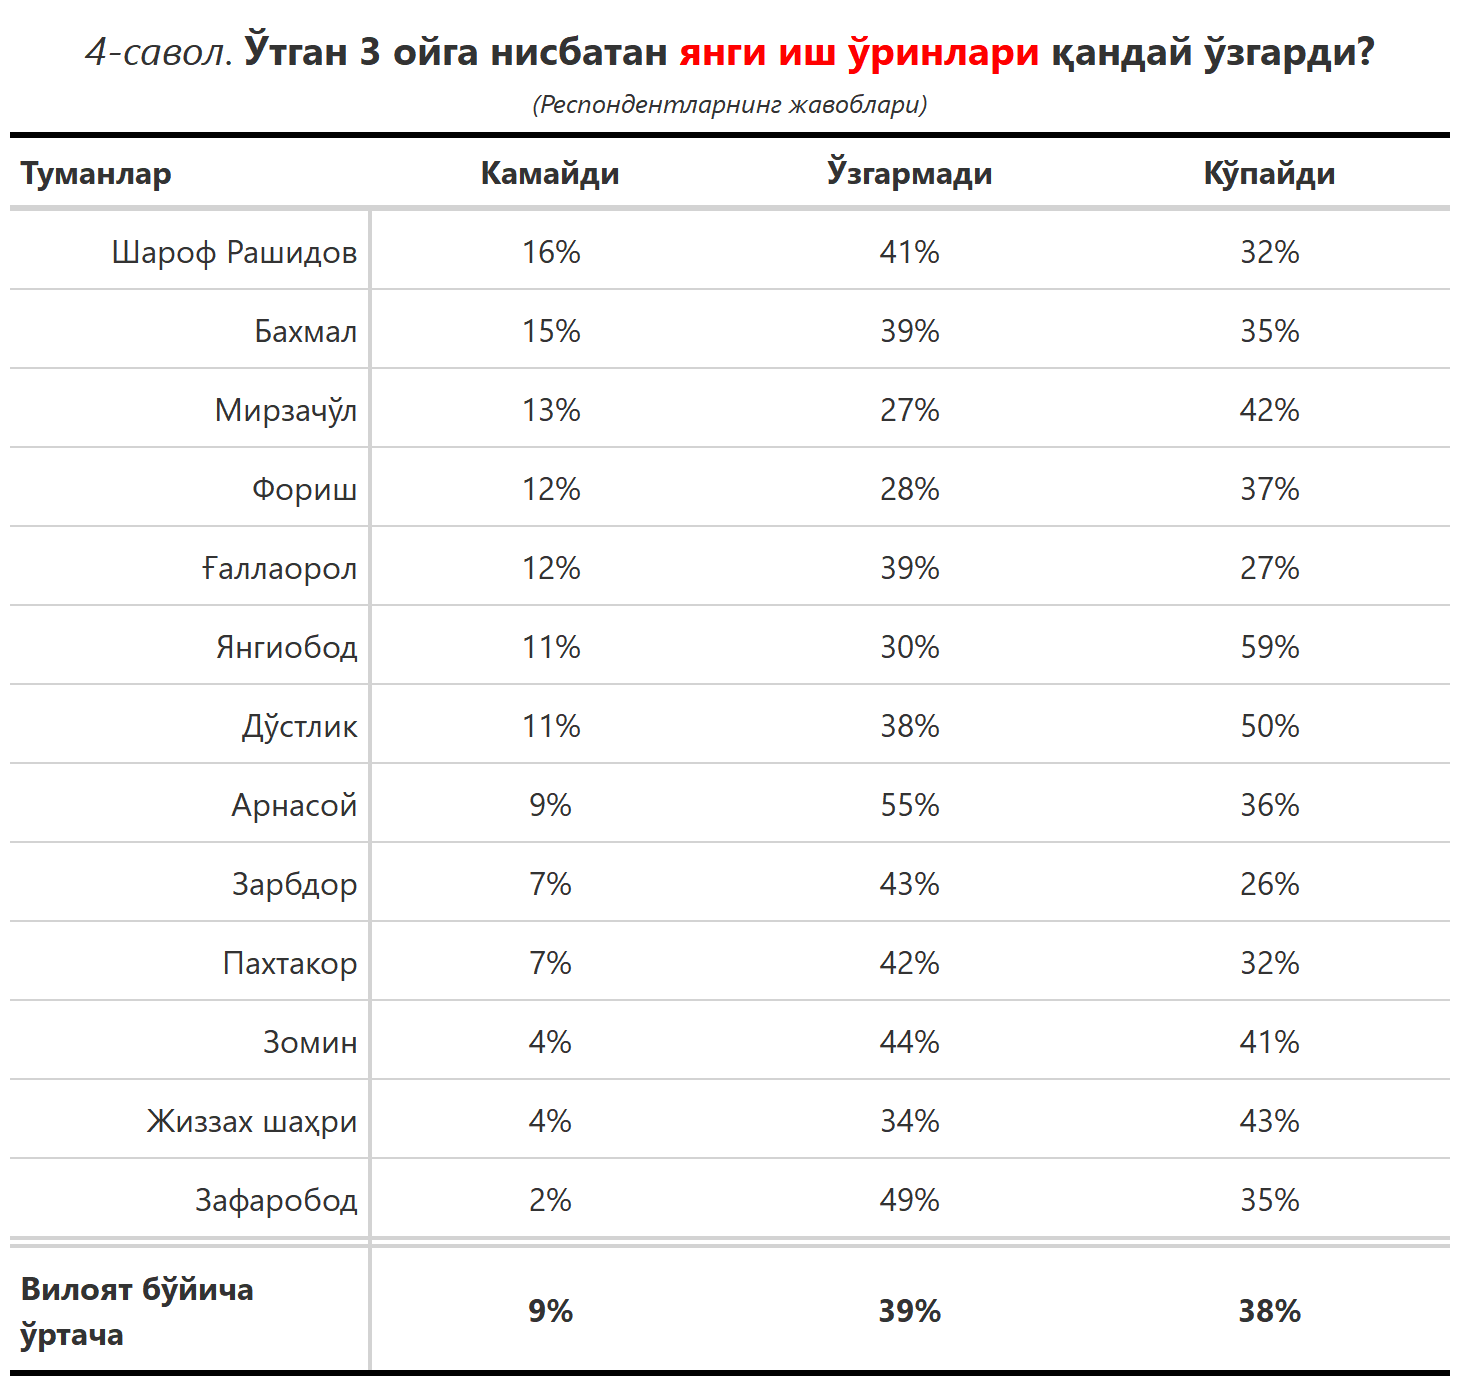 4-савол. Ўтган 3 ойга нисбатан янги иш ўринлари қандай ўзгарди?
(Респондентларнинг жавоблари)
Туманлар Камайди Ўзгармади Кўпайди
Шароф Рашидов 16% 41% 32%
Бахмал 15% 39% 35%
Мирзачўл 13% 27% 42%
Фориш 12% 28% 37%
Ғаллаорол 12% 39% 27%
Янгиобод 11% 30% 59%
Дўстлик 11% 38% 50%
Арнасой 9% 55% 36%
Зарбдор 7% 43% 26%
Пахтакор 7% 42% 32%
Зомин 4% 44% 41%
Жиззах шаҳри 4% 34% 43%
Зафаробод 2% 49% 35%
Вилоят бўйича
ўртача 9% 39% 38%